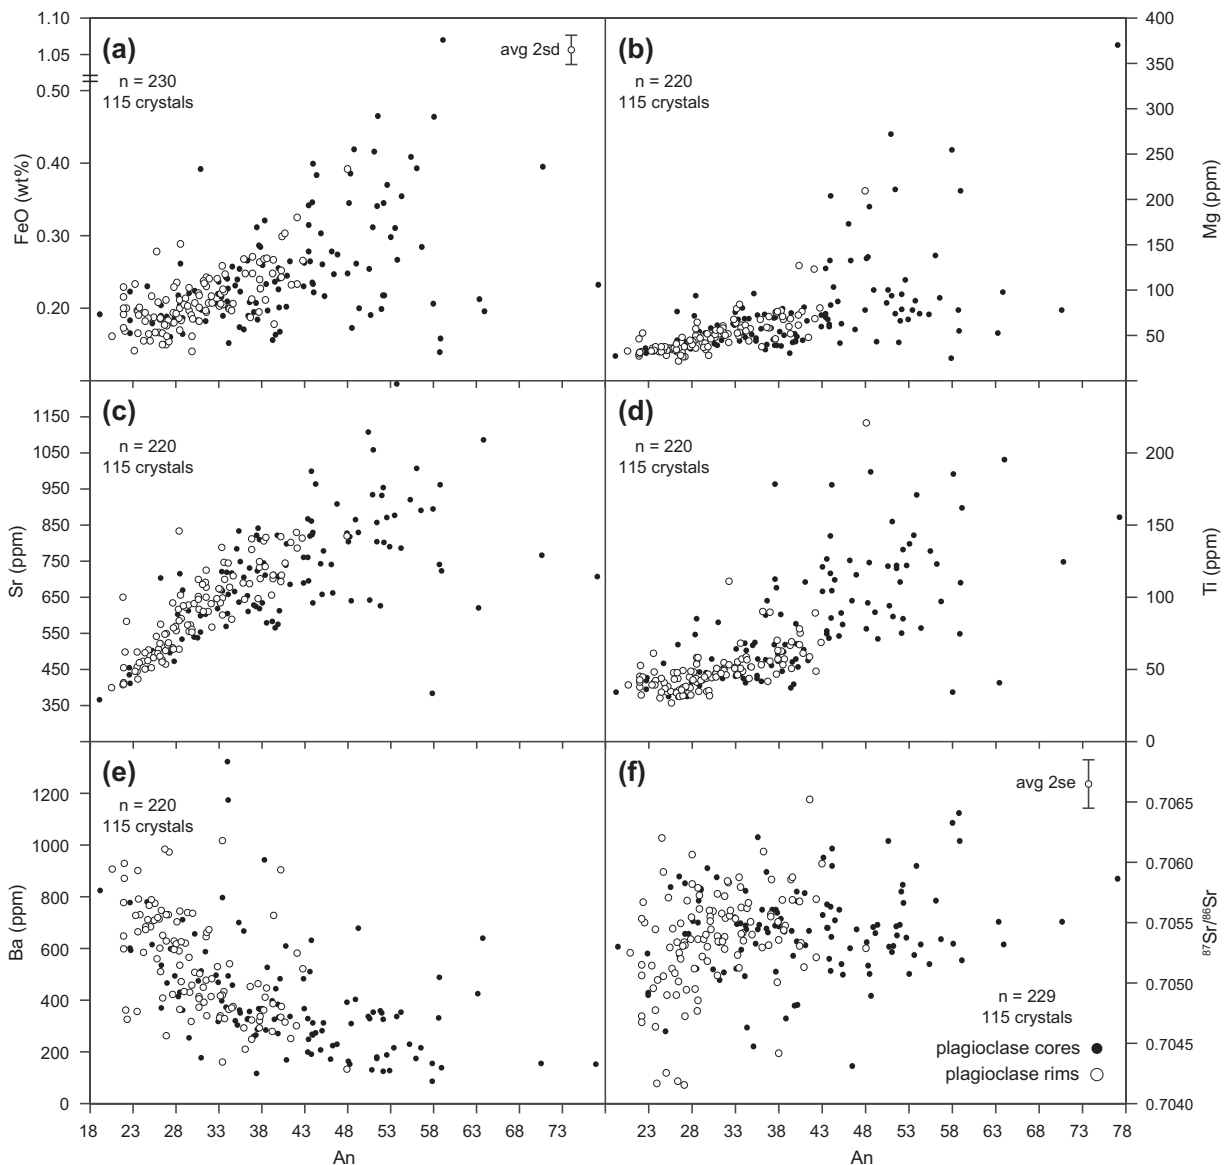 (a)
avg 2sd
n = 230
115 crystals
FeO (wt%)
1.10
1.05
0.50
0.40
0.30
0.20
(b)
n = 220
115 crystals
Mg (ppm)
400
350
300
250
200
150
100
50
(c)
n = 220
115 crystals
Sr (ppm)
1150
1050
950
850
750
650
550
450
350
(d)
n = 220
115 crystals
Ti (ppm)
200
150
100
50
0
(e)
n = 220
115 crystals
Ba (ppm)
1200
1000
800
600
400
200
0
18 23 28 33 38 43 48 53 58 63 68 73
An
(f)
avg 2se
n = 229
115 crystals
plagioclase cores
plagioclase rims
87Sr/86Sr
0.7065
0.7060
0.7055
0.7050
0.7045
0.7040
23 28 33 38 43 48 53 58 63 68 73 78
An